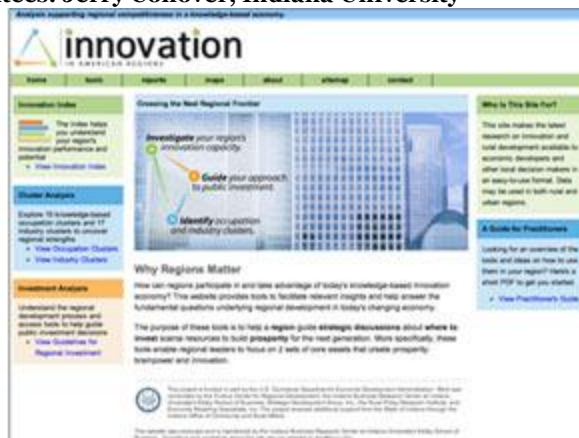 Jerry Conover, Indiana University
Analysis supporting regional competitiveness in a knowledge-based economy.
innovation
IN AMERICAN REGIONS
home tools reports maps about sitemap contact
Innovation Index
The Index helps
you understand
your region's
innovation performance and
potential
View Innovation Index
Cluster Analysis
Explore 15 knowledge-based
occupation clusters and 17
industry clusters to uncover
regional strengths
View Occupation Clusters
View Industry Clusters
Investment Analysis
Understand the regional
development process and
access tools to help guide
public investment decisions
View Guidelines for
Regional Investment
Crossing the Next Regional Frontier
Investigate your region's
innovation capacity.
Guide your approach
to public investment.
Identify occupation
and industry clusters.
Why Regions Matter
How can regions participate in and take advantage of today's knowledge-based innovation
economy? This website provides tools to facilitate relevant insights and help answer the
fundamental questions underlying regional development in today's changing economy.
The purpose of these tools is to help a region guide strategic discussions about where to
invest scarce resources to build prosperity for the next generation. More specifically, these
tools enable regional leaders to focus on 2 sets of core assets that create prosperity:
brainpower and innovation.
Who Is This Site For?
This site makes the latest
research on innovation and
rural development available to
economic developers and
other local decision makers in
an easy-to-use format. Data
may be used in both rural and
urban regions.
A Guide for Practitioners
Looking for an overview of the
tools and ideas on how to use
them in your region? Here's a
short PDF to get you started.
View Practitioner's Guide